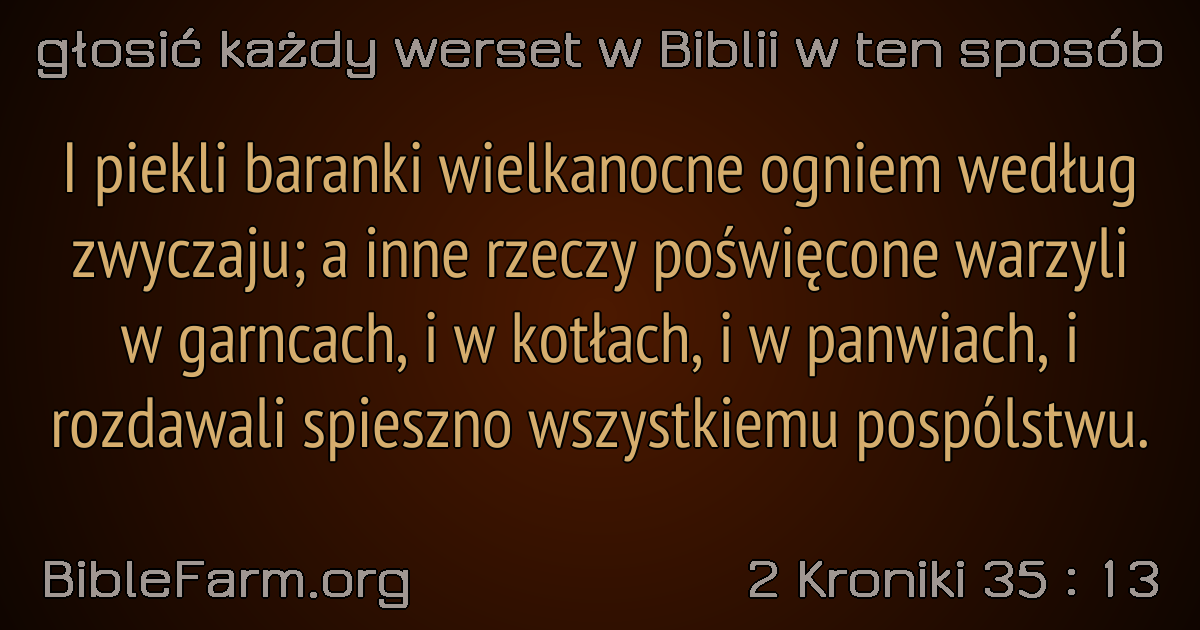 głosić każdy werset w Biblii w ten sposób
I piekli baranki wielkanocne ogniem według
zwyczaju; a inne rzeczy poświęcone warzyli
w garncach, i w kotłach, i w panwiach, i
rozdawali spieszno wszystkiemu pospólstwu.
BibleFarm.org
2 Kroniki 35 : 13